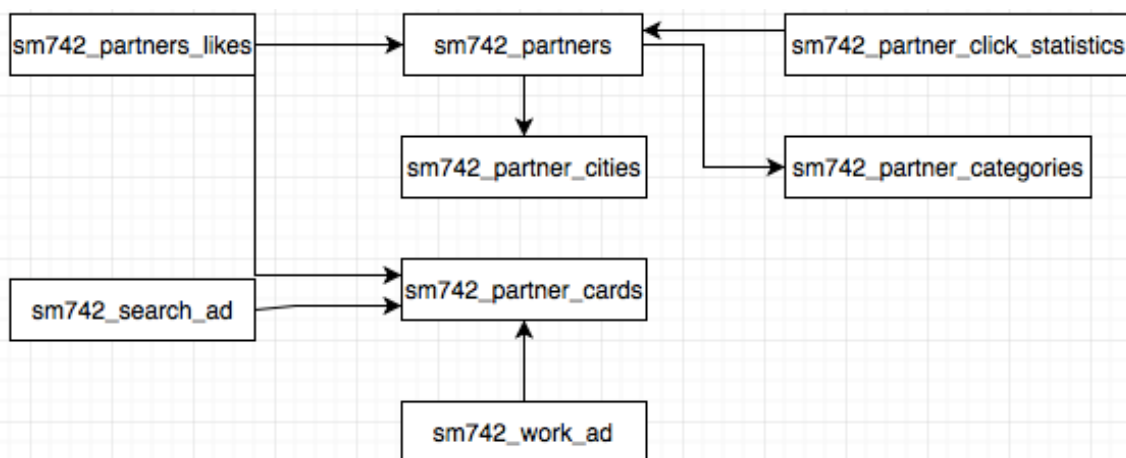 sm742_partners_likes
sm742_partners
sm742_partner_click_statistics
sm742_partner_cities
sm742_partner_categories
sm742_partner_cards
sm742_search_ad
sm742_work_ad